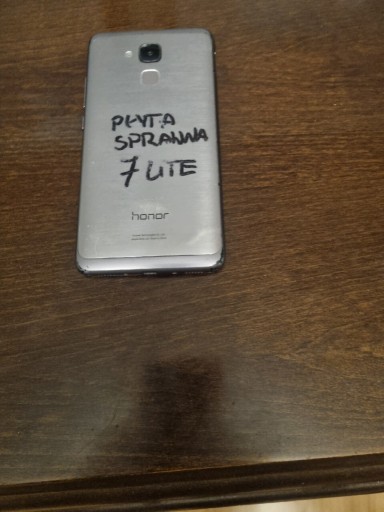 PŁYTA
SPRAWNA
7 LITE
honor